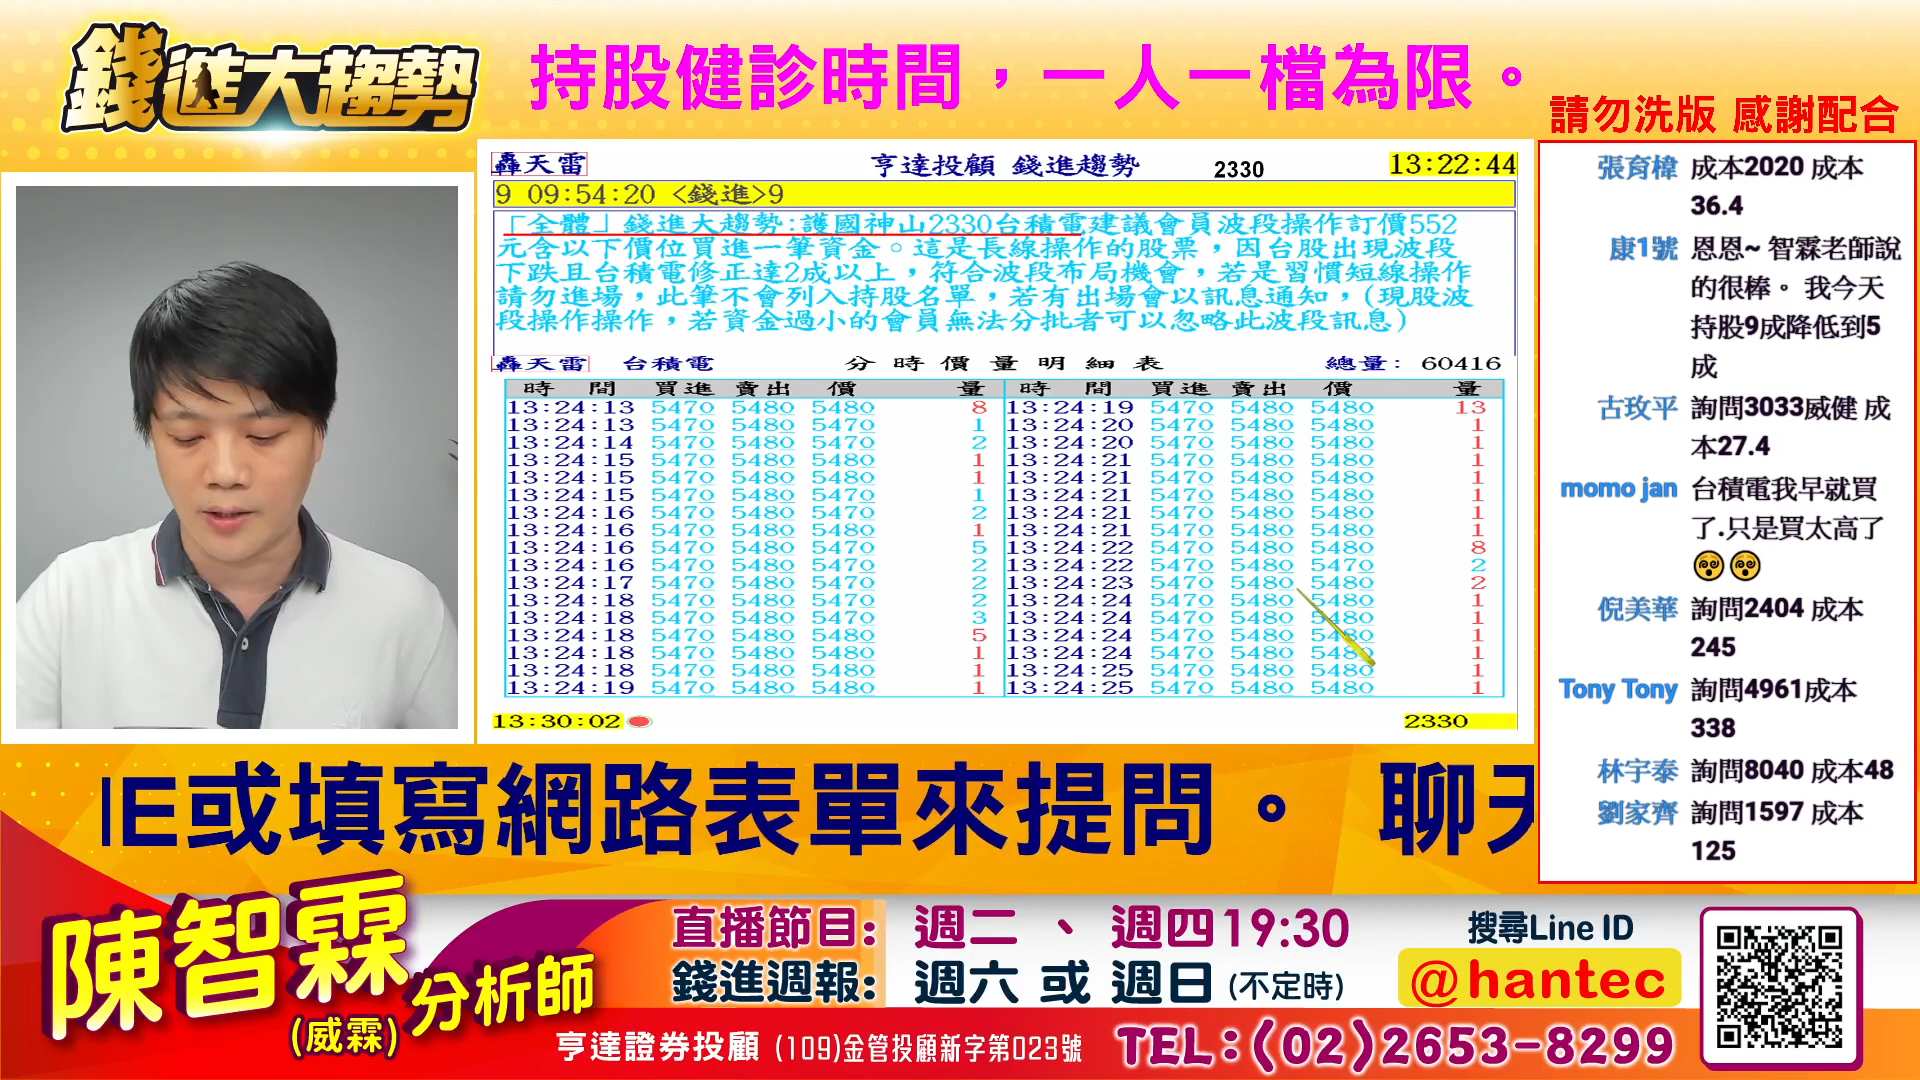 錢進大趨勢
持股健診時間，一人一檔為限。
請勿洗版 感謝配合
轟天雷 亨達投顧 錢進趨勢 2330 13:22:44
9 09:54:20 <錢進>9
「全體」錢進大趨勢:護國神山2330台積電建議會員波段操作訂價552
元含以下價位買進一筆資金。這是長線操作的股票，因台股出現波段
下跌且台積電修正達2成以上，符合波段布局機會，若是習慣短線操作
請勿進場，此筆不會列入持股名單，若有出場會以訊息通知，(現股波
段操作操作，若資金過小的會員無法分批者可以忽略此波段訊息)
轟天雷 台積電 分時價量明細表 總量: 60416
時 間 買進 賣出 價 量 時 間 買進 賣出 價 量
13:24:13 5470 5480 5480 8 13:24:19 5470 5480 5480 13
13:24:13 5470 5480 5470 1 13:24:20 5470 5480 5480 1
13:24:14 5470 5480 5470 2 13:24:20 5470 5480 5480 1
13:24:15 5470 5480 5480 1 13:24:21 5470 5480 5480 1
13:24:15 5470 5480 5480 1 13:24:21 5470 5480 5480 1
13:24:15 5470 5480 5470 1 13:24:21 5470 5480 5480 1
13:24:16 5470 5480 5470 2 13:24:21 5470 5480 5480 1
13:24:16 5470 5480 5480 1 13:24:21 5470 5480 5480 1
13:24:16 5470 5480 5470 5 13:24:22 5470 5480 5480 8
13:24:16 5470 5480 5470 2 13:24:22 5470 5480 5470 2
13:24:17 5470 5480 5470 2 13:24:23 5470 5480 5480 2
13:24:18 5470 5480 5470 2 13:24:24 5470 5480 5480 1
13:24:18 5470 5480 5470 3 13:24:24 5470 5480 5480 1
13:24:18 5470 5480 5480 5 13:24:24 5470 5480 5480 1
13:24:18 5470 5480 5480 1 13:24:24 5470 5480 5480 1
13:24:18 5470 5480 5480 1 13:24:25 5470 5480 5480 1
13:24:19 5470 5480 5480 1 13:24:25 5470 5480 5480 1
13:30:02 2330
張育樟 成本2020 成本
36.4
康1號 恩恩~ 智霖老師說
的很棒。 我今天
持股9成降低到5
成
古玫平 詢問3033威健 成
本27.4
momo jan 台積電我早就買
了.只是買太高了
😵‍💫😵‍💫
倪美華 詢問2404 成本
245
Tony Tony 詢問4961成本
338
林宇泰 詢問8040 成本48
劉家齊 詢問1597 成本
125
E或填寫網路表單來提問。 聊
陳智霖
(威霖)
分析師
直播節目: 週二 、 週四19:30
錢進週報: 週六 或 週日 (不定時)
亨達證券投顧 (109)金管投顧新字第023號
搜尋Line ID
@hantec
TEL:(02)2653-8299